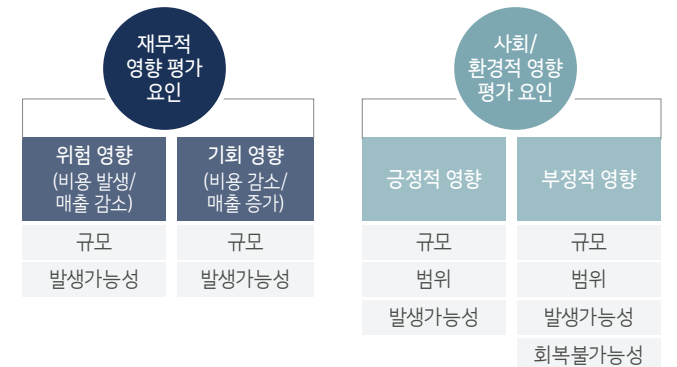 재무적
영향 평가
요인
위험 영향
(비용 발생/
매출 감소)
기회 영향
(비용 감소/
매출 증가)
규모
규모
발생가능성
발생가능성
사회/
환경적 영향
평가 요인
긍정적 영향
부정적 영향
규모
규모
범위
범위
발생가능성
발생가능성
회복불가능성